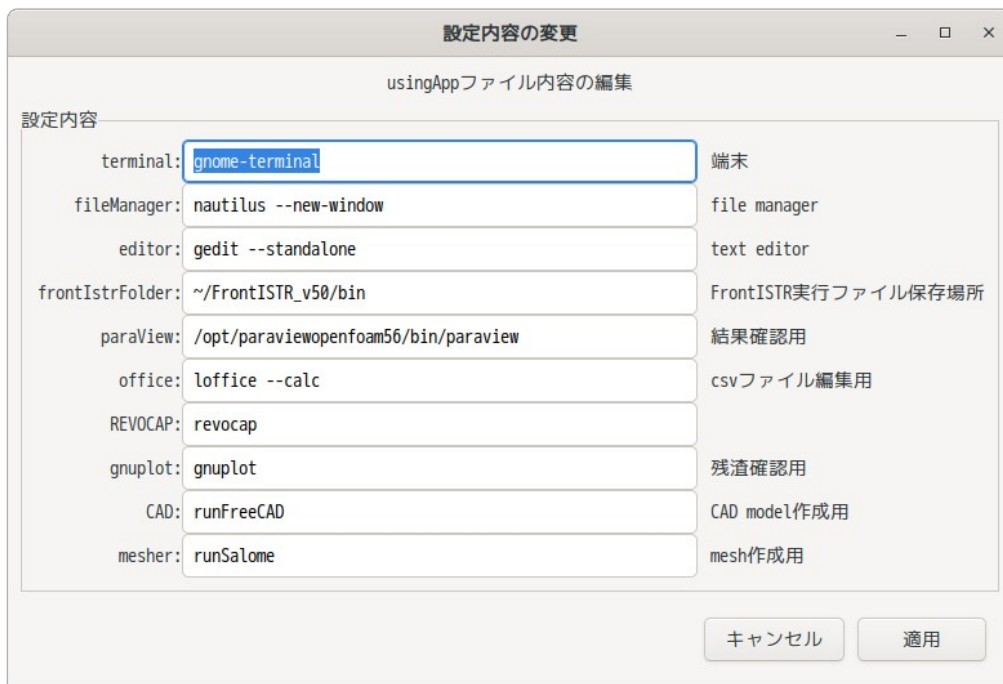 設定内容の変更
usingAppファイル内容の編集
設定内容
terminal: gnome-terminal 端末
fileManager: nautilus --new-window file manager
editor: gedit --standalone text editor
frontIstrFolder: ~/FrontISTR_v50/bin FrontISTR実行ファイル保存場所
paraView: /opt/paraviewopenfoam56/bin/paraview 結果確認用
office: loffice --calc csvファイル編集用
REVOCAP: revocap
gnuplot: gnuplot 残渣確認用
CAD: runFreeCAD CAD model作成用
mesher: runSalome mesh作成用
キャンセル 適用